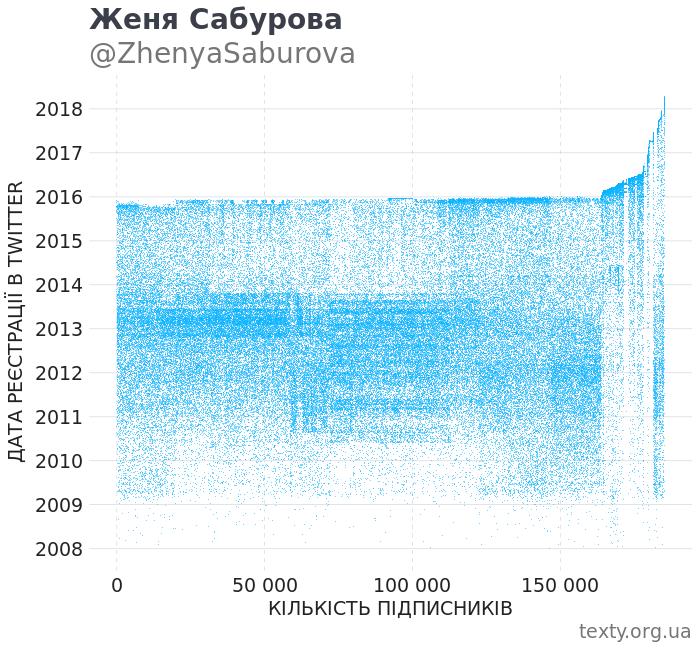 Женя Сабурова
@ZhenyaSaburova
ДАТА РЕЄСТРАЦІЇ В TWITTER
2018
2017
2016
2015
2014
2013
2012
2011
2010
2009
2008
0 50 000 100 000 150 000
КІЛЬКІСТЬ ПІДПИСНИКІВ
texty.org.ua